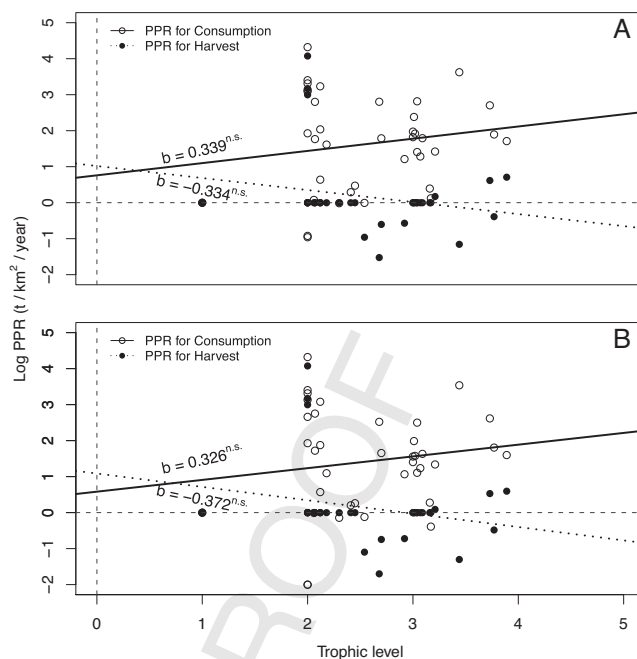 A
PPR for Consumption
PPR for Harvest
b = 0.339n.s.
b = −0.334n.s.
5
4
3
2
1
0
−1
−2
Log PPR (t / km² / year)
B
PPR for Consumption
PPR for Harvest
b = 0.326n.s.
b = −0.372n.s.
5
4
3
2
1
0
−1
−2
0 1 2 3 4 5
Trophic level
ROOF